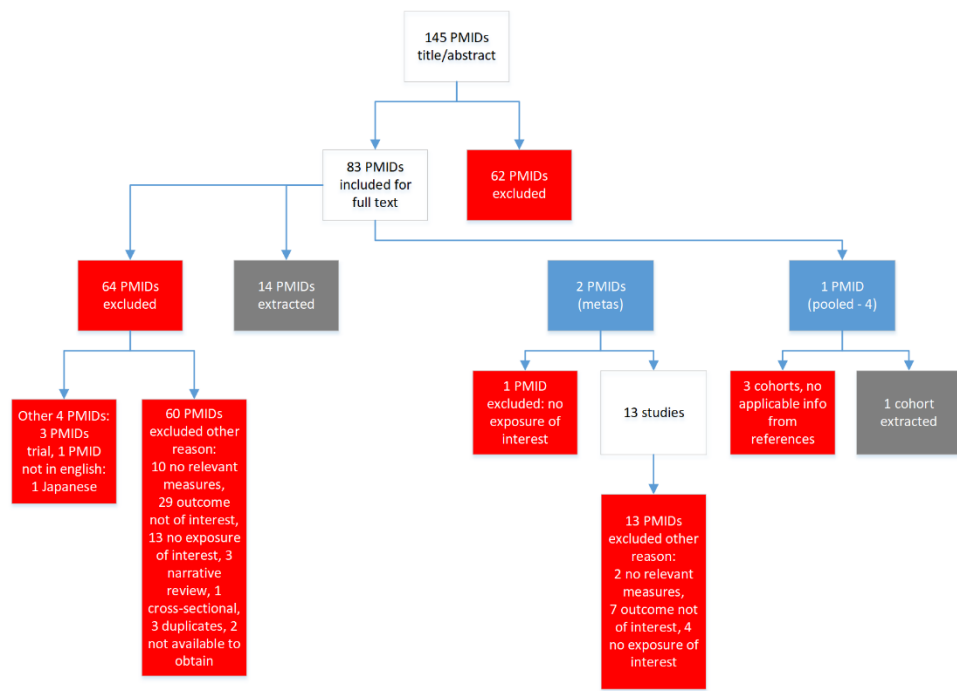 145 PMIDs
title/abstract
83 PMIDs
included for
full text
62 PMIDs
excluded
64 PMIDs
excluded
14 PMIDs
extracted
2 PMIDs
(metas)
1 PMID
(pooled - 4)
Other 4 PMIDs:
3 PMIDs
trial, 1 PMID
not in english:
1 Japanese
60 PMIDs
excluded other
reason:
10 no relevant
measures,
29 outcome
not of interest,
13 no exposure
of interest, 3
narrative
review, 1
cross-sectional,
3 duplicates, 2
not available to
obtain
1 PMID
excluded: no
exposure of
interest
13 studies
3 cohorts, no
applicable info
from
references
1 cohort
extracted
13 PMIDs
excluded other
reason:
2 no relevant
measures,
7 outcome not
of interest, 4
no exposure of
interest